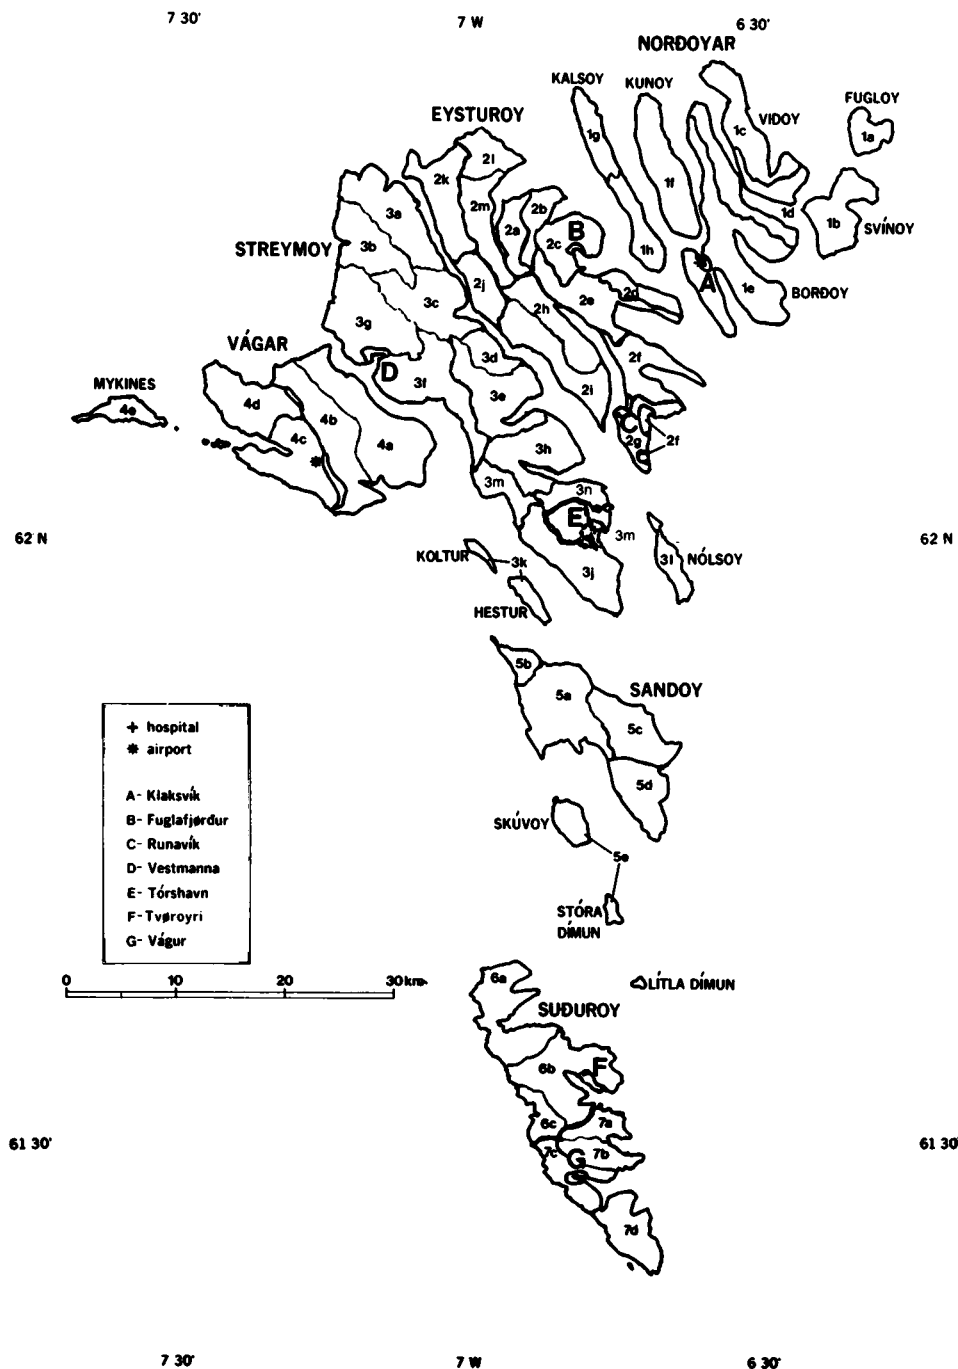 7 30'
7 W
6 30'
NORÐOYAR
KALSOY
KUNOY
FUGLOY
EYSTUROY
VIÐOY
1g
1c
1a
2l
2k
1f
3a
2m
2b
2a
B
1d
1b
SVÍNOY
STREYMOY
3b
2c
1h
A
1e
BORÐOY
2j
2d
3c
2h
2e
3g
VÁGAR
3d
2f
D
3f
MYKINES
4e
4d
4b
3e
2i
C
4c
4a
3h
2g
2f
3m
3n
E
62 N
3m
62 N
KOLTUR
3k
3j
3l
NÓLSOY
HESTUR
5b
5a
SANDOY
5c
5d
SKÚVOY
5e
STÓRA
DÍMUN
+ hospital
* airport
A- Klaksvík
B- Fuglafjørður
C- Runavík
D- Vestmanna
E- Tórshavn
F- Tvøroyri
G- Vágur
0
10
20
30km
6a
LÍTLA DÍMUN
SUÐUROY
6b
F
6c
7a
61 30'
61 30'
7c
G
7b
7d
7 30'
7 W
6 30'